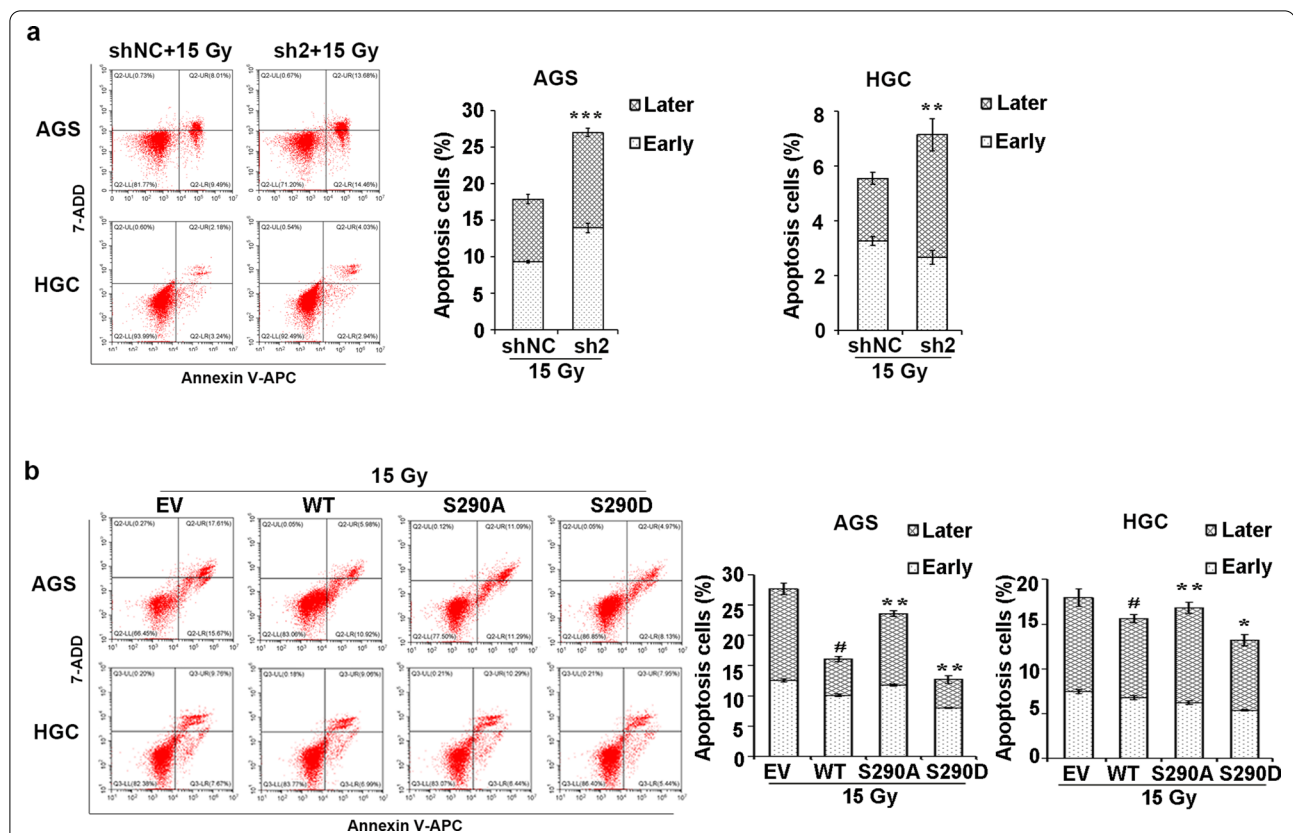 a
shNC+15 Gy sh2+15 Gy
AGS
Q2-UL(0.73%) Q2-UR(8.01%)
Q2-LL(81.77%) Q2-LR(9.49%)
Q2-UL(0.67%) Q2-UR(13.68%)
Q2-LL(71.20%) Q2-LR(14.46%)
HGC
Q2-UL(0.60%) Q2-UR(2.18%)
Q2-LL(93.99%) Q2-LR(3.24%)
Q2-UL(0.54%) Q2-UR(4.03%)
Q2-LL(92.49%) Q2-LR(2.94%)
7-ADD
Annexin V-APC
AGS
Later
Early
***
Apoptosis cells (%)
30
25
20
15
10
5
0
shNC sh2
15 Gy
HGC
Later
Early
**
Apoptosis cells (%)
8
6
4
2
0
shNC sh2
15 Gy
b
15 Gy
EV WT S290A S290D
AGS
Q2-UL(0.27%) Q2-UR(17.61%)
Q2-LL(66.45%) Q2-LR(15.67%)
Q2-UL(0.05%) Q2-UR(5.98%)
Q2-LL(83.06%) Q2-LR(10.92%)
Q2-UL(0.12%) Q2-UR(11.09%)
Q2-LL(77.50%) Q2-LR(11.29%)
Q2-UL(0.05%) Q2-UR(4.97%)
Q2-LL(86.85%) Q2-LR(8.13%)
HGC
Q3-UL(0.20%) Q3-UR(9.76%)
Q3-LL(82.38%) Q3-LR(7.67%)
Q3-UL(0.18%) Q3-UR(9.06%)
Q3-LL(83.77%) Q3-LR(6.99%)
Q3-UL(0.21%) Q3-UR(10.29%)
Q3-LL(83.07%) Q3-LR(6.44%)
Q3-UL(0.21%) Q3-UR(7.95%)
Q3-LL(86.40%) Q3-LR(5.44%)
7-ADD
Annexin V-APC
AGS
Later
Early
# ** **
Apoptosis cells (%)
30
25
20
15
10
5
0
EV WT S290A S290D
15 Gy
HGC
Later
Early
# ** *
Apoptosis cells (%)
20
15
10
5
0
EV WT S290A S290D
15 Gy